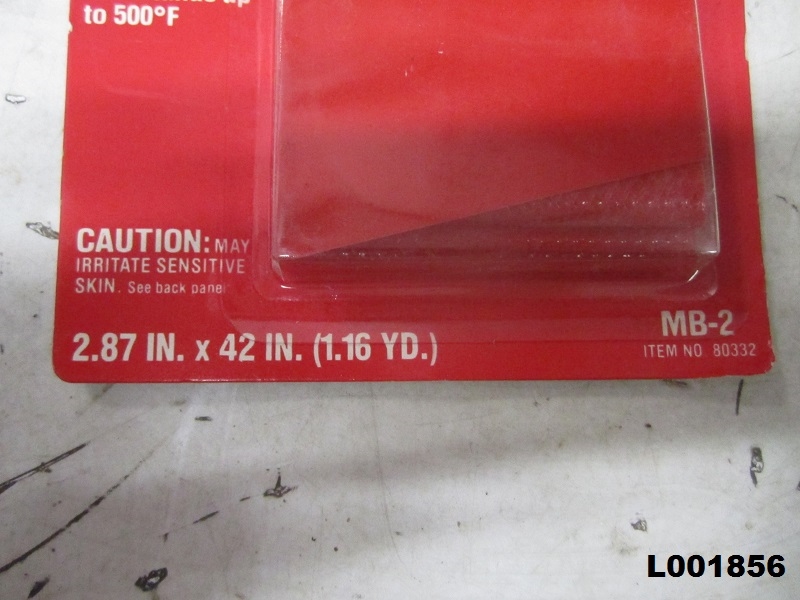 up
to 500°F
CAUTION: MAY
IRRITATE SENSITIVE
SKIN. See back panel
2.87 IN. x 42 IN. (1.16 YD.)
MB-2
ITEM NO. 80332
L001856